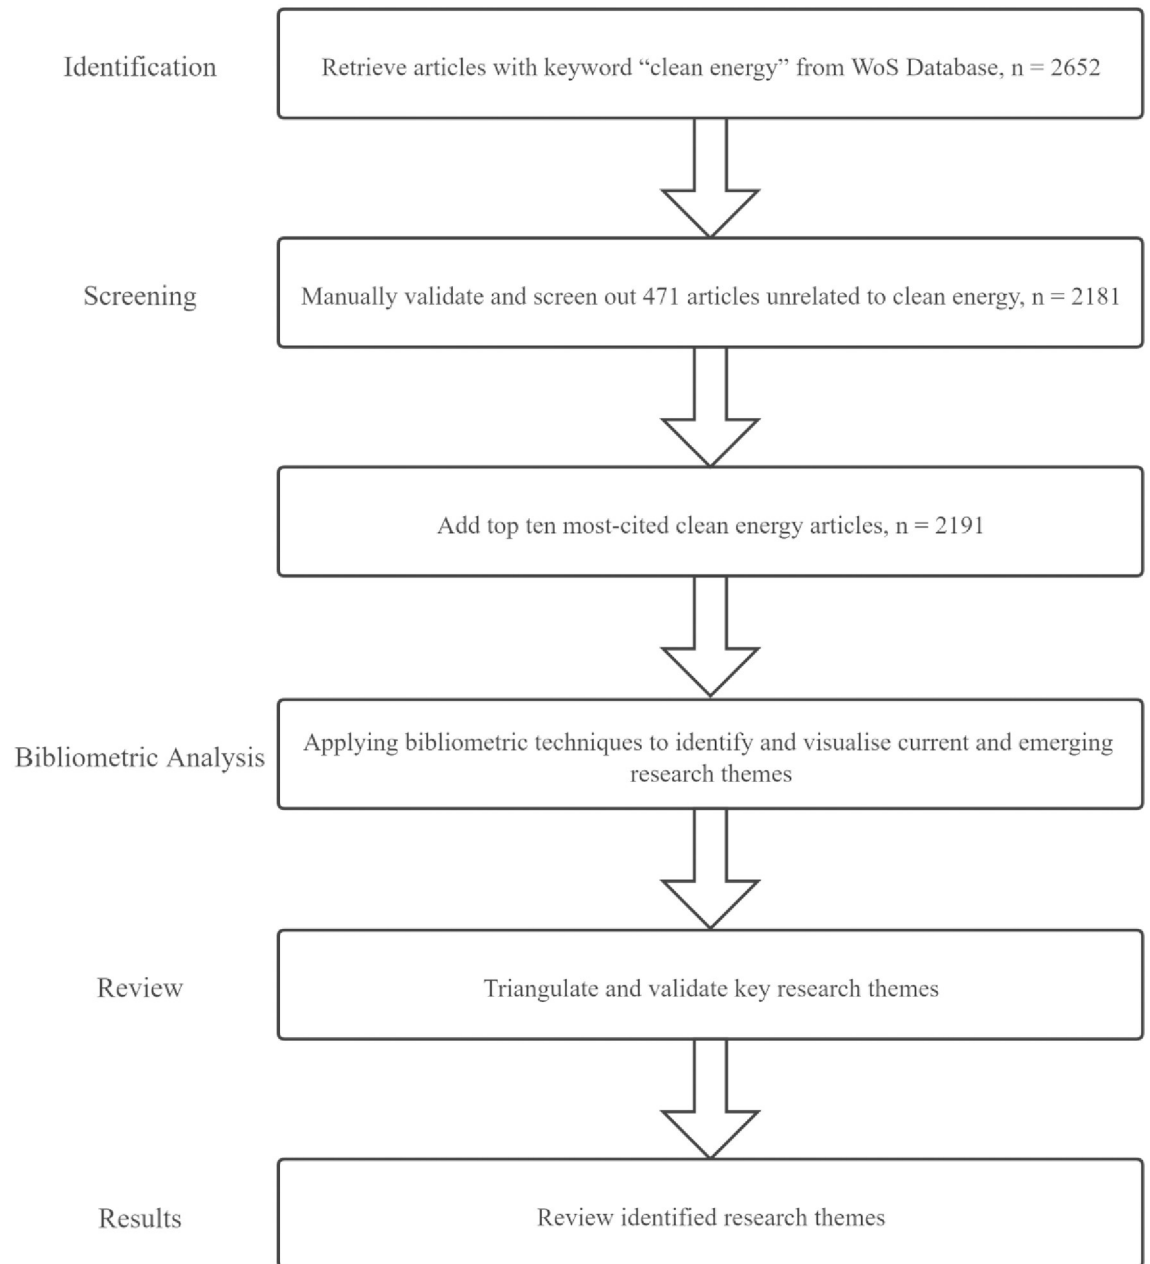 Identification
Retrieve articles with keyword “clean energy” from WoS Database, n = 2652
Screening
Manually validate and screen out 471 articles unrelated to clean energy, n = 2181
Add top ten most-cited clean energy articles, n = 2191
Bibliometric Analysis
Applying bibliometric techniques to identify and visualise current and emerging
research themes
Review
Triangulate and validate key research themes
Results
Review identified research themes